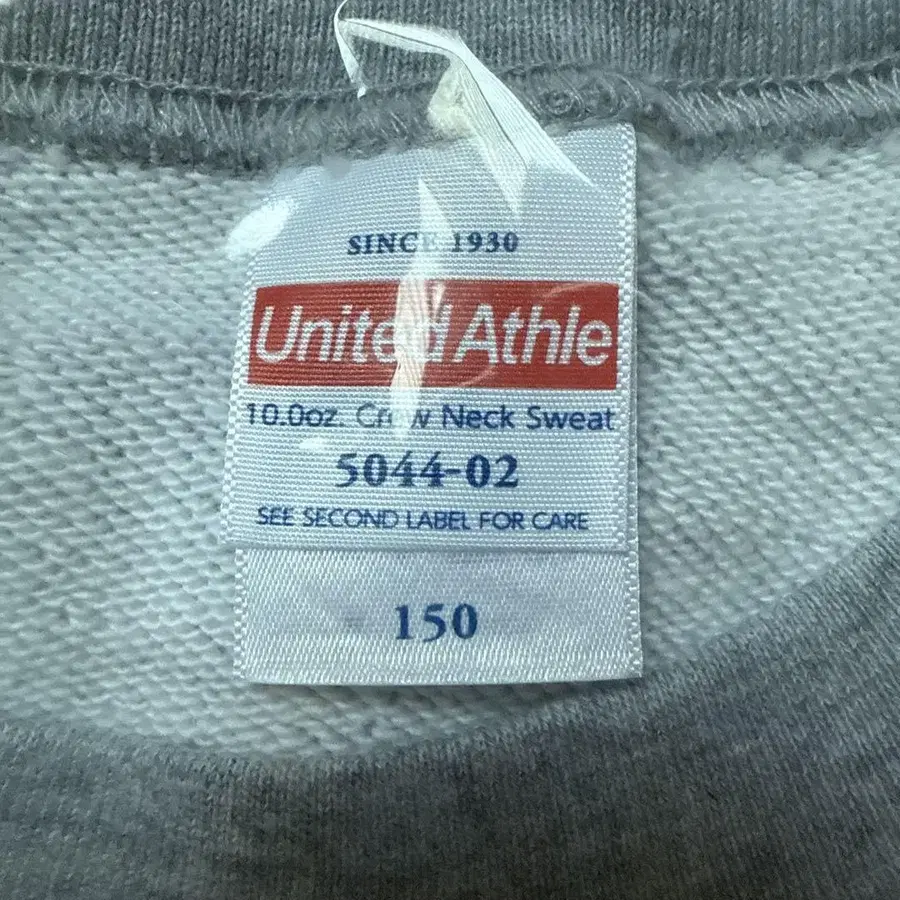 SINCE 1930
United Athle
10.0oz. Crew Neck Sweat
5044-02
SEE SECOND LABEL FOR CARE
150